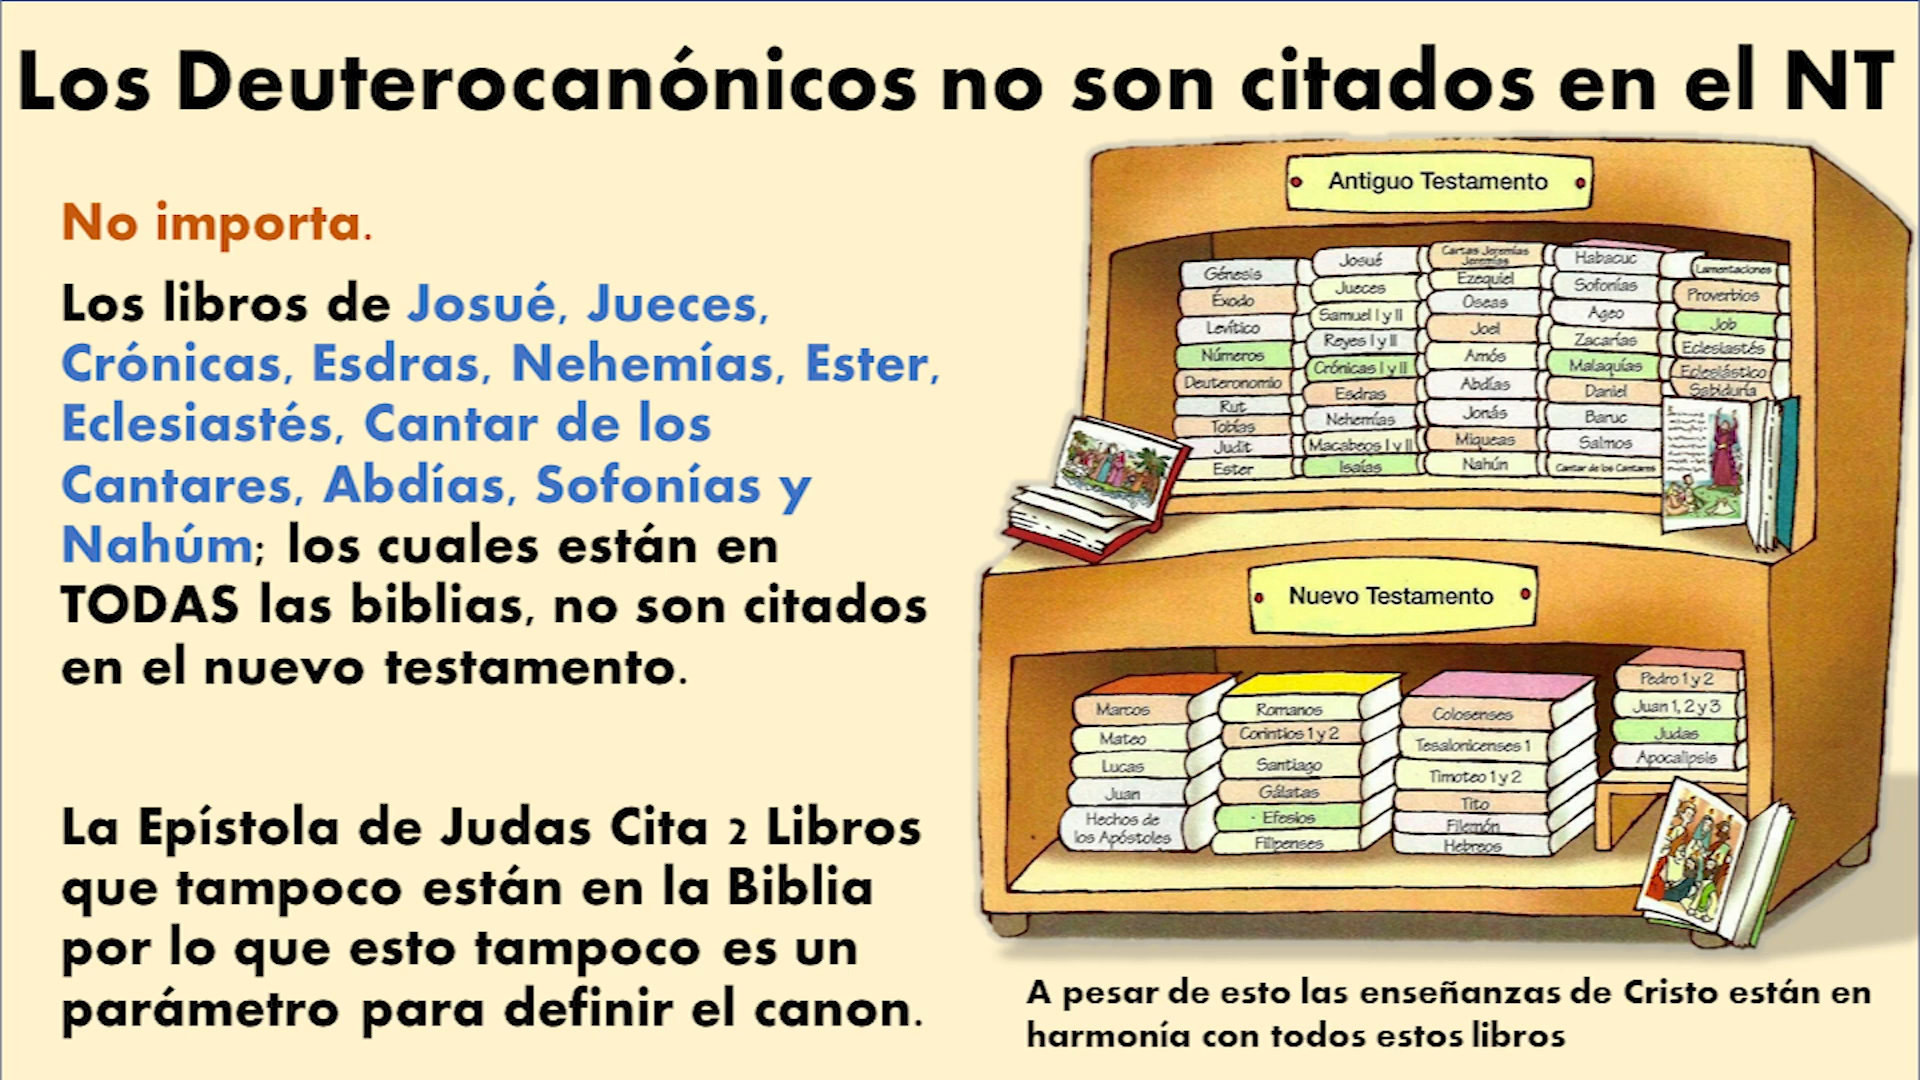 Los Deuterocanónicos no son citados en el NT
No importa.
Los libros de Josué, Jueces,
Crónicas, Esdras, Nehemías, Ester,
Eclesiastés, Cantar de los
Cantares, Abdías, Sofonías y
Nahúm; los cuales están en
TODAS las biblias, no son citados
en el nuevo testamento.
La Epístola de Judas Cita 2 Libros
que tampoco están en la Biblia
por lo que esto tampoco es un
parámetro para definir el canon.
Antiguo Testamento
Génesis
Éxodo
Levítico
Números
Deuteronomio
Rut
Tobías
Judit
Ester
Josué
Jueces
Samuel I y II
Reyes I y II
Crónicas I y II
Esdras
Nehemías
Macabeos I y II
Isaías
Cartas Jeremías
Jeremías
Ezequiel
Oseas
Joel
Amós
Abdías
Jonás
Miqueas
Nahún
Habacuc
Sofonías
Ageo
Zacarías
Malaquías
Daniel
Baruc
Salmos
Cantar de los Cantares
Lamentaciones
Proverbios
Job
Eclesiastés
Eclesiástico
Sabiduría
Nuevo Testamento
Marcos
Mateo
Lucas
Juan
Hechos de
los Apóstoles
Romanos
Corintios 1 y 2
Santiago
Gálatas
Efesios
Filipenses
Colosenses
Tesalonicenses 1
Timoteo 1 y 2
Tito
Filemón
Hebreos
Pedro 1 y 2
Juan 1, 2 y 3
Judas
Apocalipsis
A pesar de esto las enseñanzas de Cristo están en
harmonía con todos estos libros